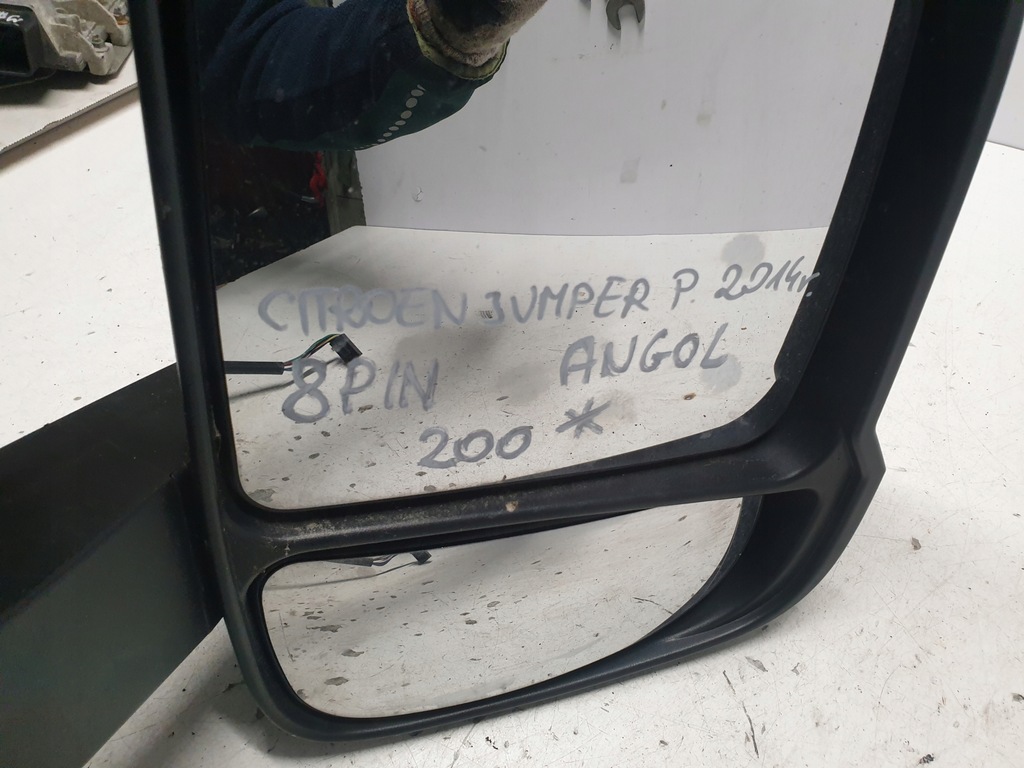 CITROEN JUMPER P. 2014r.
8PIN ANGOL
200 *